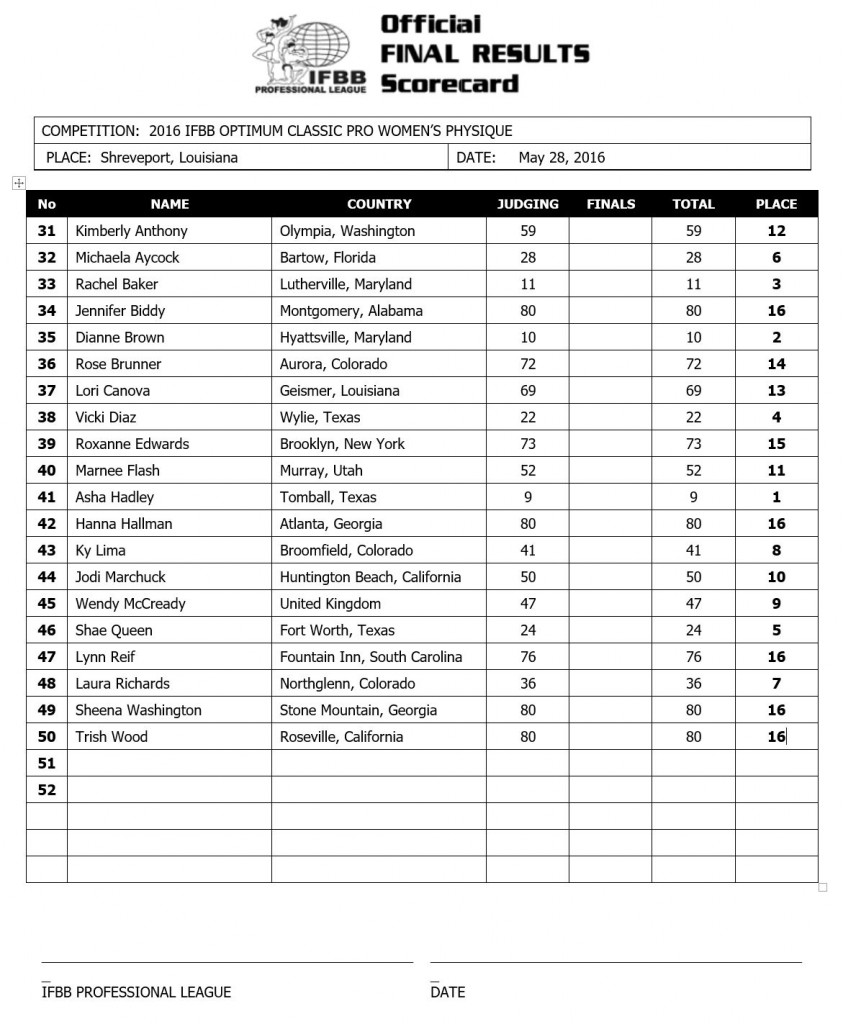 Official
FINAL RESULTS
Scorecard
IFBB
PROFESSIONAL LEAGUE
COMPETITION: 2016 IFBB OPTIMUM CLASSIC PRO WOMEN'S PHYSIQUE
PLACE: Shreveport, Louisiana DATE: May 28, 2016
No NAME COUNTRY JUDGING FINALS TOTAL PLACE
31 Kimberly Anthony Olympia, Washington 59 59 12
32 Michaela Aycock Bartow, Florida 28 28 6
33 Rachel Baker Lutherville, Maryland 11 11 3
34 Jennifer Biddy Montgomery, Alabama 80 80 16
35 Dianne Brown Hyattsville, Maryland 10 10 2
36 Rose Brunner Aurora, Colorado 72 72 14
37 Lori Canova Geismer, Louisiana 69 69 13
38 Vicki Diaz Wylie, Texas 22 22 4
39 Roxanne Edwards Brooklyn, New York 73 73 15
40 Marnee Flash Murray, Utah 52 52 11
41 Asha Hadley Tomball, Texas 9 9 1
42 Hanna Hallman Atlanta, Georgia 80 80 16
43 Ky Lima Broomfield, Colorado 41 41 8
44 Jodi Marchuck Huntington Beach, California 50 50 10
45 Wendy McCready United Kingdom 47 47 9
46 Shae Queen Fort Worth, Texas 24 24 5
47 Lynn Reif Fountain Inn, South Carolina 76 76 16
48 Laura Richards Northglenn, Colorado 36 36 7
49 Sheena Washington Stone Mountain, Georgia 80 80 16
50 Trish Wood Roseville, California 80 80 16
51
52
IFBB PROFESSIONAL LEAGUE DATE